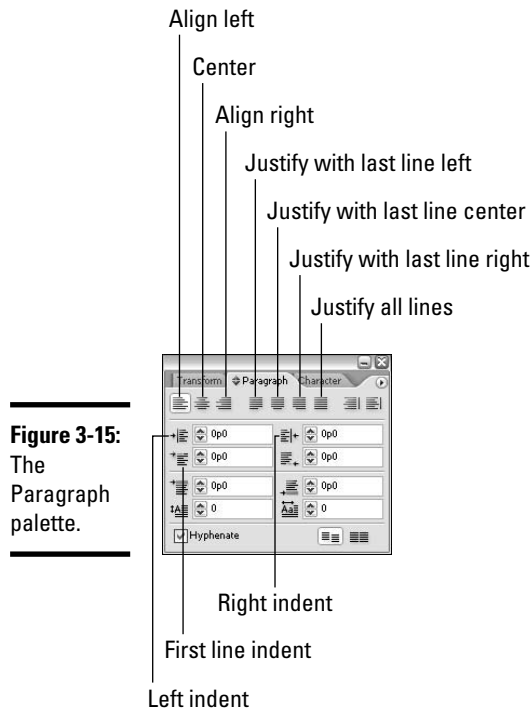 Align left
Center
Align right
Justify with last line left
Justify with last line center
Justify with last line right
Justify all lines
Transform Paragraph Character
0p0 0p0
0p0 0p0
0p0 0p0
0 0
Hyphenate
Figure 3-15:
The
Paragraph
palette.
Right indent
First line indent
Left indent